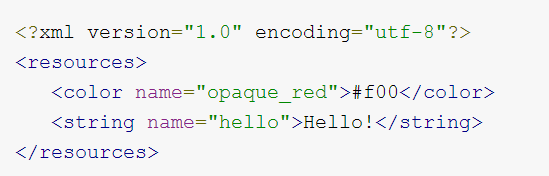 <?xml version="1.0" encoding="utf-8"?>
<resources>
   <color name="opaque_red">#f00</color>
   <string name="hello">Hello!</string>
</resources>